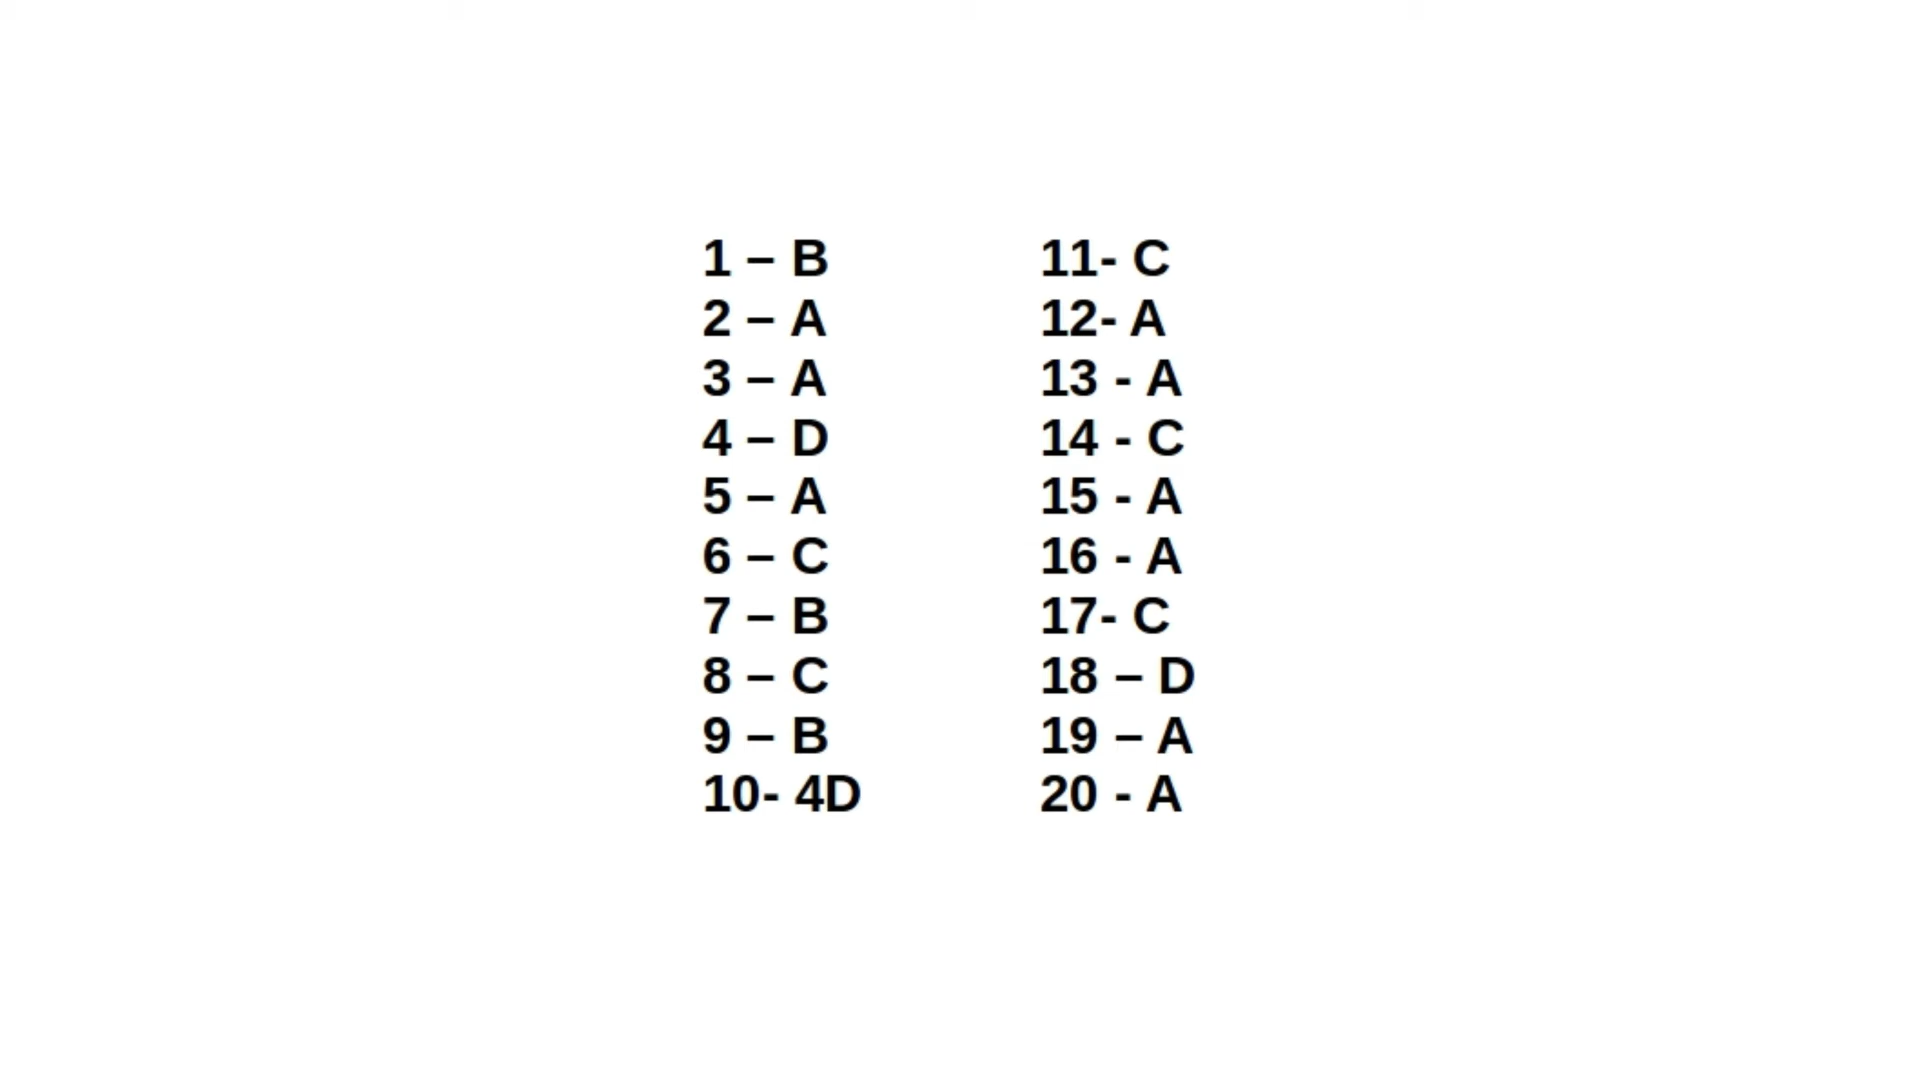 1 – B
2 – A
3 – A
4 – D
5 – A
6 – C
7 – B
8 – C
9 – B
10- 4D
11- C
12- A
13 - A
14 - C
15 - A
16 - A
17- C
18 – D
19 – A
20 - A